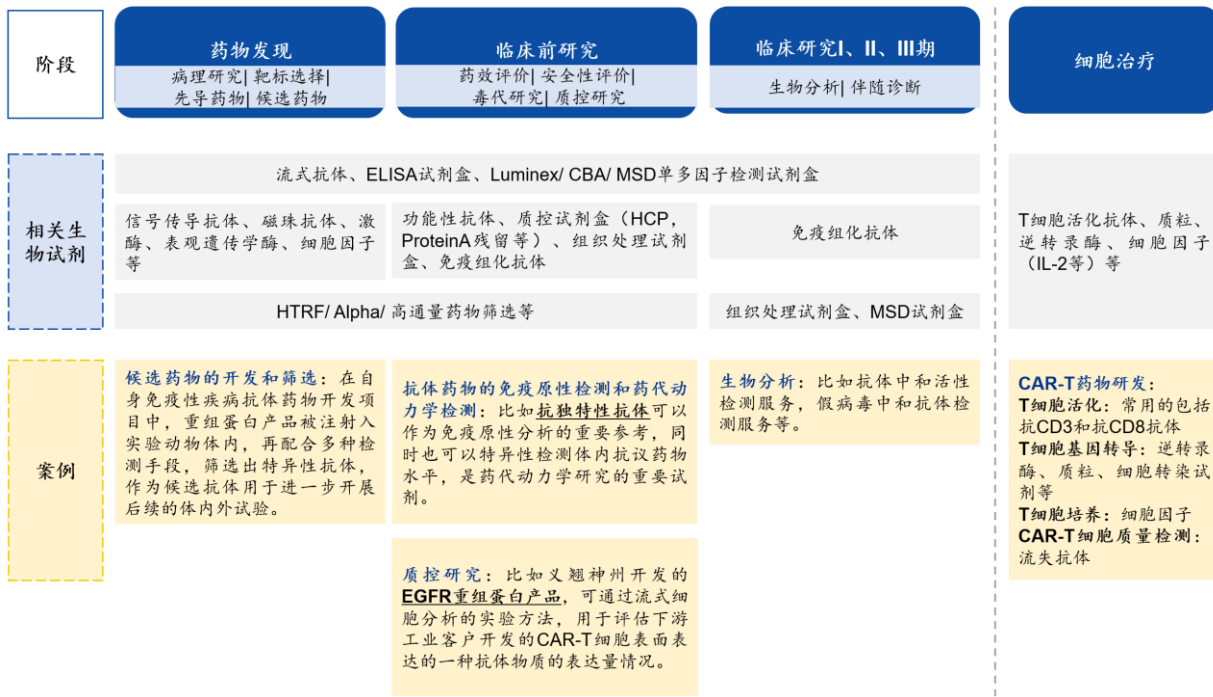 阶段
药物发现
病理研究| 靶标选择|
先导药物| 候选药物
临床前研究
药效评价| 安全性评价|
毒代研究| 质控研究
临床研究I、II、III期
生物分析| 伴随诊断
细胞治疗
相关生
物试剂
流式抗体、ELISA试剂盒、Luminex/ CBA/ MSD单多因子检测试剂盒
信号传导抗体、磁珠抗体、激
酶、表观遗传学酶、细胞因子
等
功能性抗体、质控试剂盒（HCP，
ProteinA残留等）、组织处理试剂
盒、免疫组化抗体
免疫组化抗体
HTRF/ Alpha/ 高通量药物筛选等
组织处理试剂盒、MSD试剂盒
T细胞活化抗体、质粒、
逆转录酶、细胞因子
（IL-2等）等
案例
候选药物的开发和筛选：在自
身免疫性疾病抗体药物开发项
目中，重组蛋白产品被注射入
实验动物体内，再配合多种检
测手段，筛选出特异性抗体，
作为候选抗体用于进一步开展
后续的体内外试验。
抗体药物的免疫原性检测和药代动
力学检测：比如抗独特性抗体可以
作为免疫原性分析的重要参考，同
时也可以特异性检测体内抗议药物
水平，是药代动力学研究的重要试
剂。
质控研究：比如义翘神州开发的
EGFR重组蛋白产品，可通过流式细
胞分析的实验方法，用于评估下游
工业客户开发的CAR-T细胞表面表
达的一种抗体物质的表达量情况。
生物分析：比如抗体中和活性
检测服务，假病毒中和抗体检
测服务等。
CAR-T药物研发：
T细胞活化：常用的包括
抗CD3和抗CD8抗体
T细胞基因转导：逆转录
酶、质粒、细胞转染试
剂等
T细胞培养：细胞因子
CAR-T细胞质量检测：
流失抗体